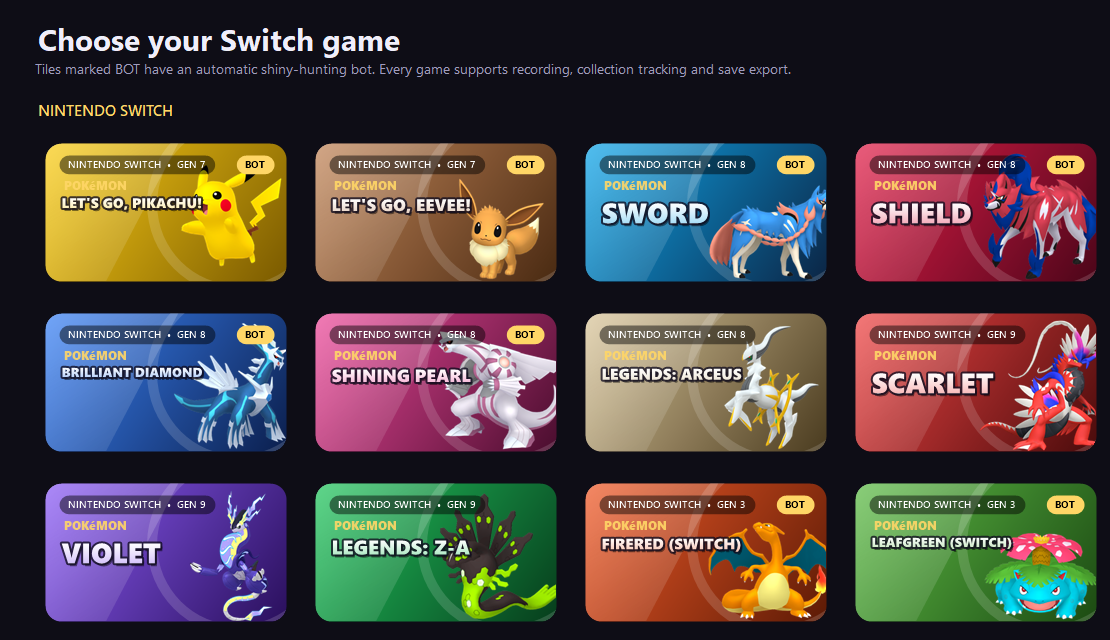 Choose your Switch game
Tiles marked BOT have an automatic shiny-hunting bot. Every game supports recording, collection tracking and save export.
NINTENDO SWITCH
NINTENDO SWITCH • GEN 7
BOT
POKéMON
LET'S GO, PIKACHU!
NINTENDO SWITCH • GEN 7
BOT
POKéMON
LET'S GO, EEVEE!
NINTENDO SWITCH • GEN 8
BOT
POKéMON
SWORD
NINTENDO SWITCH • GEN 8
BOT
POKéMON
SHIELD
NINTENDO SWITCH • GEN 8
BOT
POKéMON
BRILLIANT DIAMOND
NINTENDO SWITCH • GEN 8
BOT
POKéMON
SHINING PEARL
NINTENDO SWITCH • GEN 8
POKéMON
LEGENDS: ARCEUS
NINTENDO SWITCH • GEN 9
POKéMON
SCARLET
NINTENDO SWITCH • GEN 9
POKéMON
VIOLET
NINTENDO SWITCH • GEN 9
POKéMON
LEGENDS: Z-A
NINTENDO SWITCH • GEN 3
BOT
POKéMON
FIRERED (SWITCH)
NINTENDO SWITCH • GEN 3
BOT
POKéMON
LEAFGREEN (SWITCH)